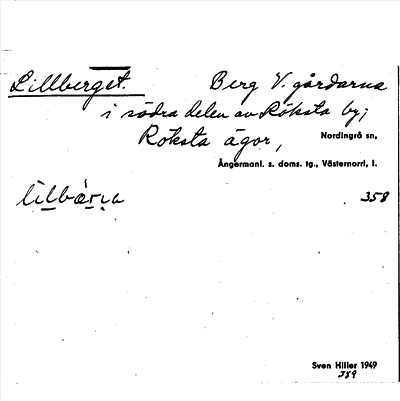 Lillberget. Berg V. gårdarna
i södra delen av Röksta by;
Röksta ägor,
Nordingrå sn,
Ångermanl. s. doms. tg., Västernorrl. l.
358
Sven Hiller 1949
389